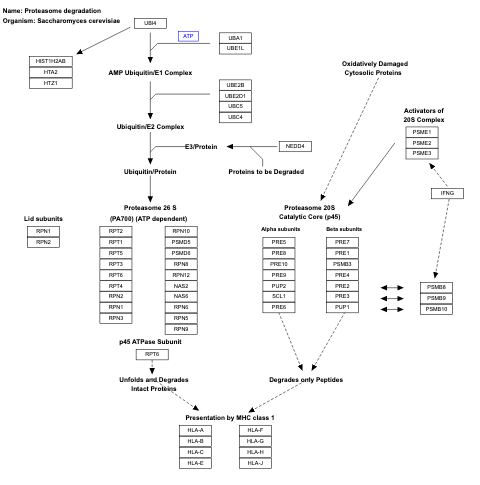 Name: Proteasome degradation
Organism: Saccharomyces cerevisiae
UBI4
ATP
UBA1
UBE1L
HIST1H2AB
HTA2
HTZ1
AMP Ubiquitin/E1 Complex
Oxidatively Damaged
Cytosolic Proteins
UBE2B
UBE2D1
UBC5
UBC4
Activators of
20S Complex
PSME1
PSME2
PSME3
Ubiquitin/E2 Complex
E3/Protein
NEDD4
Ubiquitin/Protein
Proteins to be Degraded
IFNG
Lid subunits
RPN1
RPN2
Proteasome 26 S
(PA700) (ATP dependent)
RPT2
RPT1
RPT5
RPT3
RPT6
RPT4
RPN2
RPN1
RPN3
RPN10
PSMD5
PSMD6
RPN8
RPN12
NAS2
NAS6
RPN6
RPN5
RPN9
Proteasome 20S
Catalytic Core (p45)
Alpha subunits
PRE5
PRE8
PRE10
PRE9
PUP2
SCL1
PRE6
Beta subunits
PRE7
PRE1
PSMB3
PRE4
PRE2
PRE3
PUP1
PSMB8
PSMB9
PSMB10
p45 ATPase Subunit
RPT6
Unfolds and Degrades
Intact Proteins
Degrades only Peptides
Presentation by MHC class 1
HLA-A
HLA-B
HLA-C
HLA-E
HLA-F
HLA-G
HLA-H
HLA-J